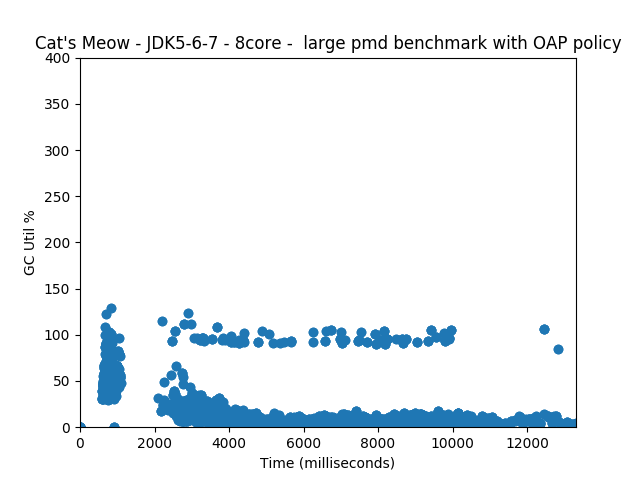 Cat's Meow - JDK5-6-7 - 8core -  large pmd benchmark with OAP policy
400
350
300
250
200
150
100
50
0
GC Util %
0 2000 4000 6000 8000 10000 12000
Time (milliseconds)